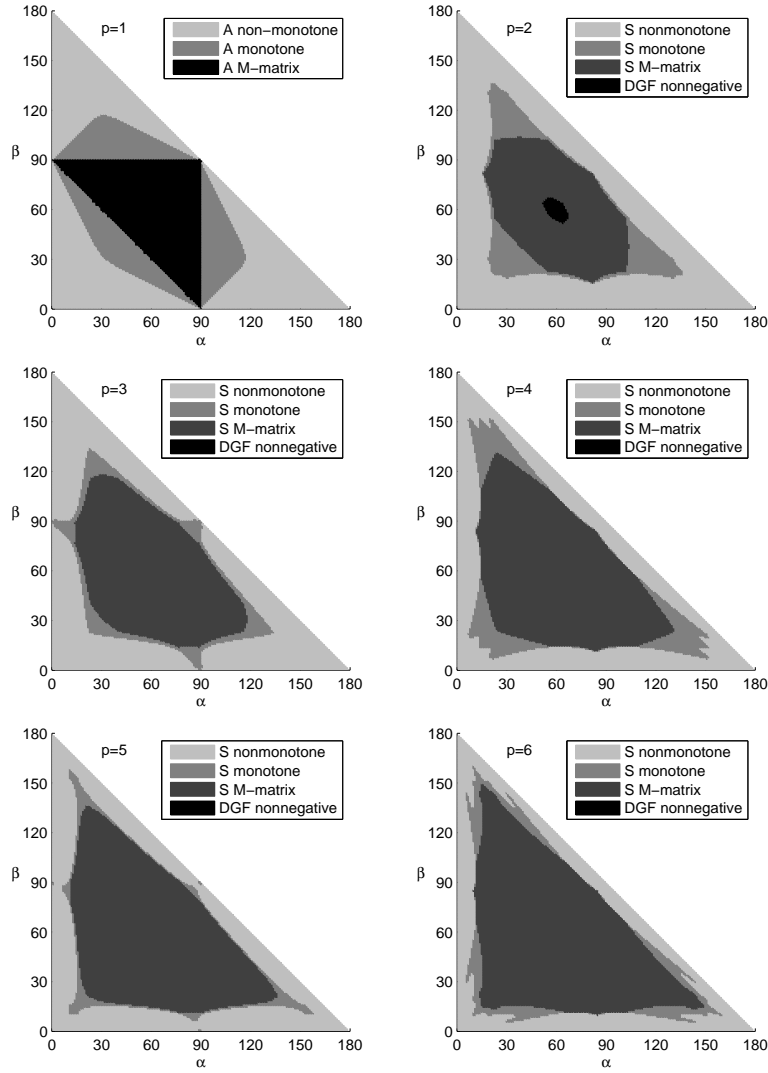 p=1
A non−monotone
A monotone
A M−matrix
180
150
120
90
60
30
0
β
0 30 60 90 120 150 180
α
p=2
S nonmonotone
S monotone
S M−matrix
DGF nonnegative
180
150
120
90
60
30
0
β
0 30 60 90 120 150 180
α
p=3
S nonmonotone
S monotone
S M−matrix
DGF nonnegative
180
150
120
90
60
30
0
β
0 30 60 90 120 150 180
α
p=4
S nonmonotone
S monotone
S M−matrix
DGF nonnegative
180
150
120
90
60
30
0
β
0 30 60 90 120 150 180
α
p=5
S nonmonotone
S monotone
S M−matrix
DGF nonnegative
180
150
120
90
60
30
0
β
0 30 60 90 120 150 180
α
p=6
S nonmonotone
S monotone
S M−matrix
DGF nonnegative
180
150
120
90
60
30
0
β
0 30 60 90 120 150 180
α